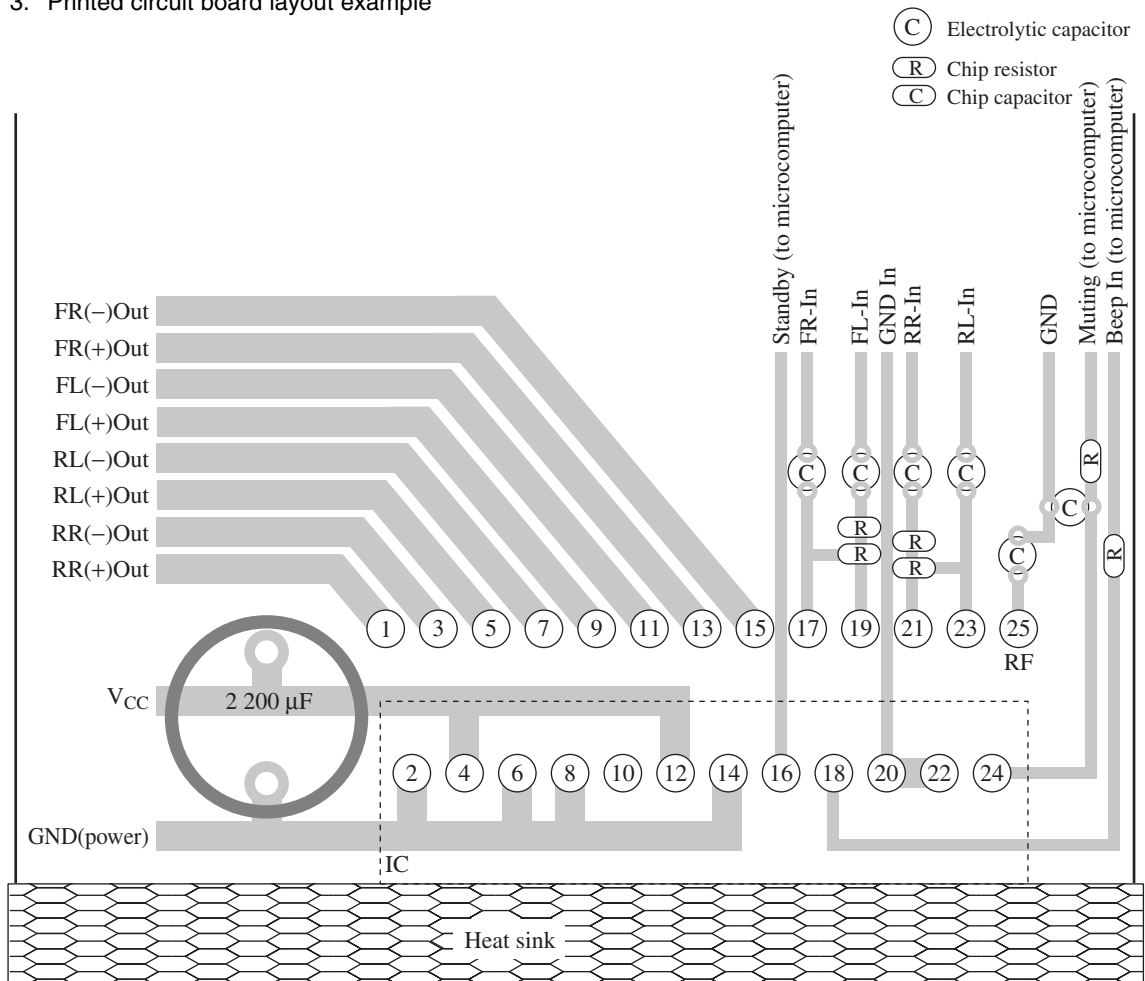 3. Printed circuit board layout example
C Electrolytic capacitor
R Chip resistor
C Chip capacitor
Standby (to microcomputer)
FR-In
FL-In
GND In
RR-In
RL-In
GND
Muting (to microcomputer)
Beep In (to microcomputer)
FR(−)Out
FR(+)Out
FL(−)Out
FL(+)Out
RL(−)Out
RL(+)Out
RR(−)Out
RR(+)Out
C C C C
R
C
R R
R R
C
R
1 3 5 7 9 11 13 15 17 19 21 23 25
RF
VCC
2 200 µF
2 4 6 8 10 12 14 16 18 20 22 24
GND(power)
IC
Heat sink